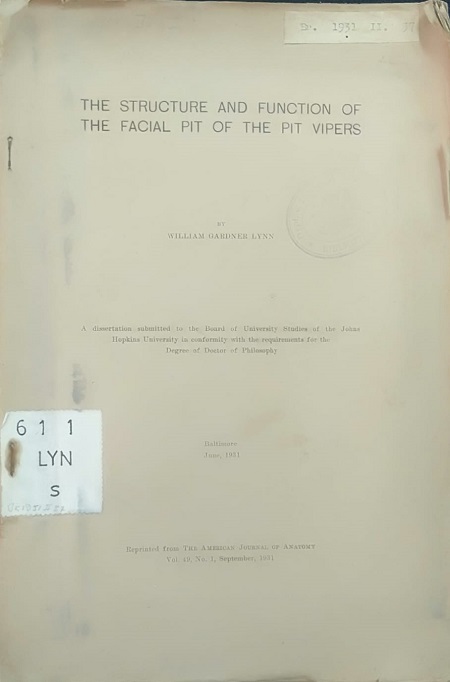 1931 II.
THE STRUCTURE AND FUNCTION OF
THE FACIAL PIT OF THE PIT VIPERS
BY
WILLIAM GARDNER LYNN
A dissertation submitted to the Board of University Studies of the Johns
Hopkins University in conformity with the requirements for the
Degree of Doctor of Philosophy
611
LYN
S
Baltimore
June, 1931
Reprinted from THE AMERICAN JOURNAL OF ANATOMY
Vol. 49, No. 1, September, 1931